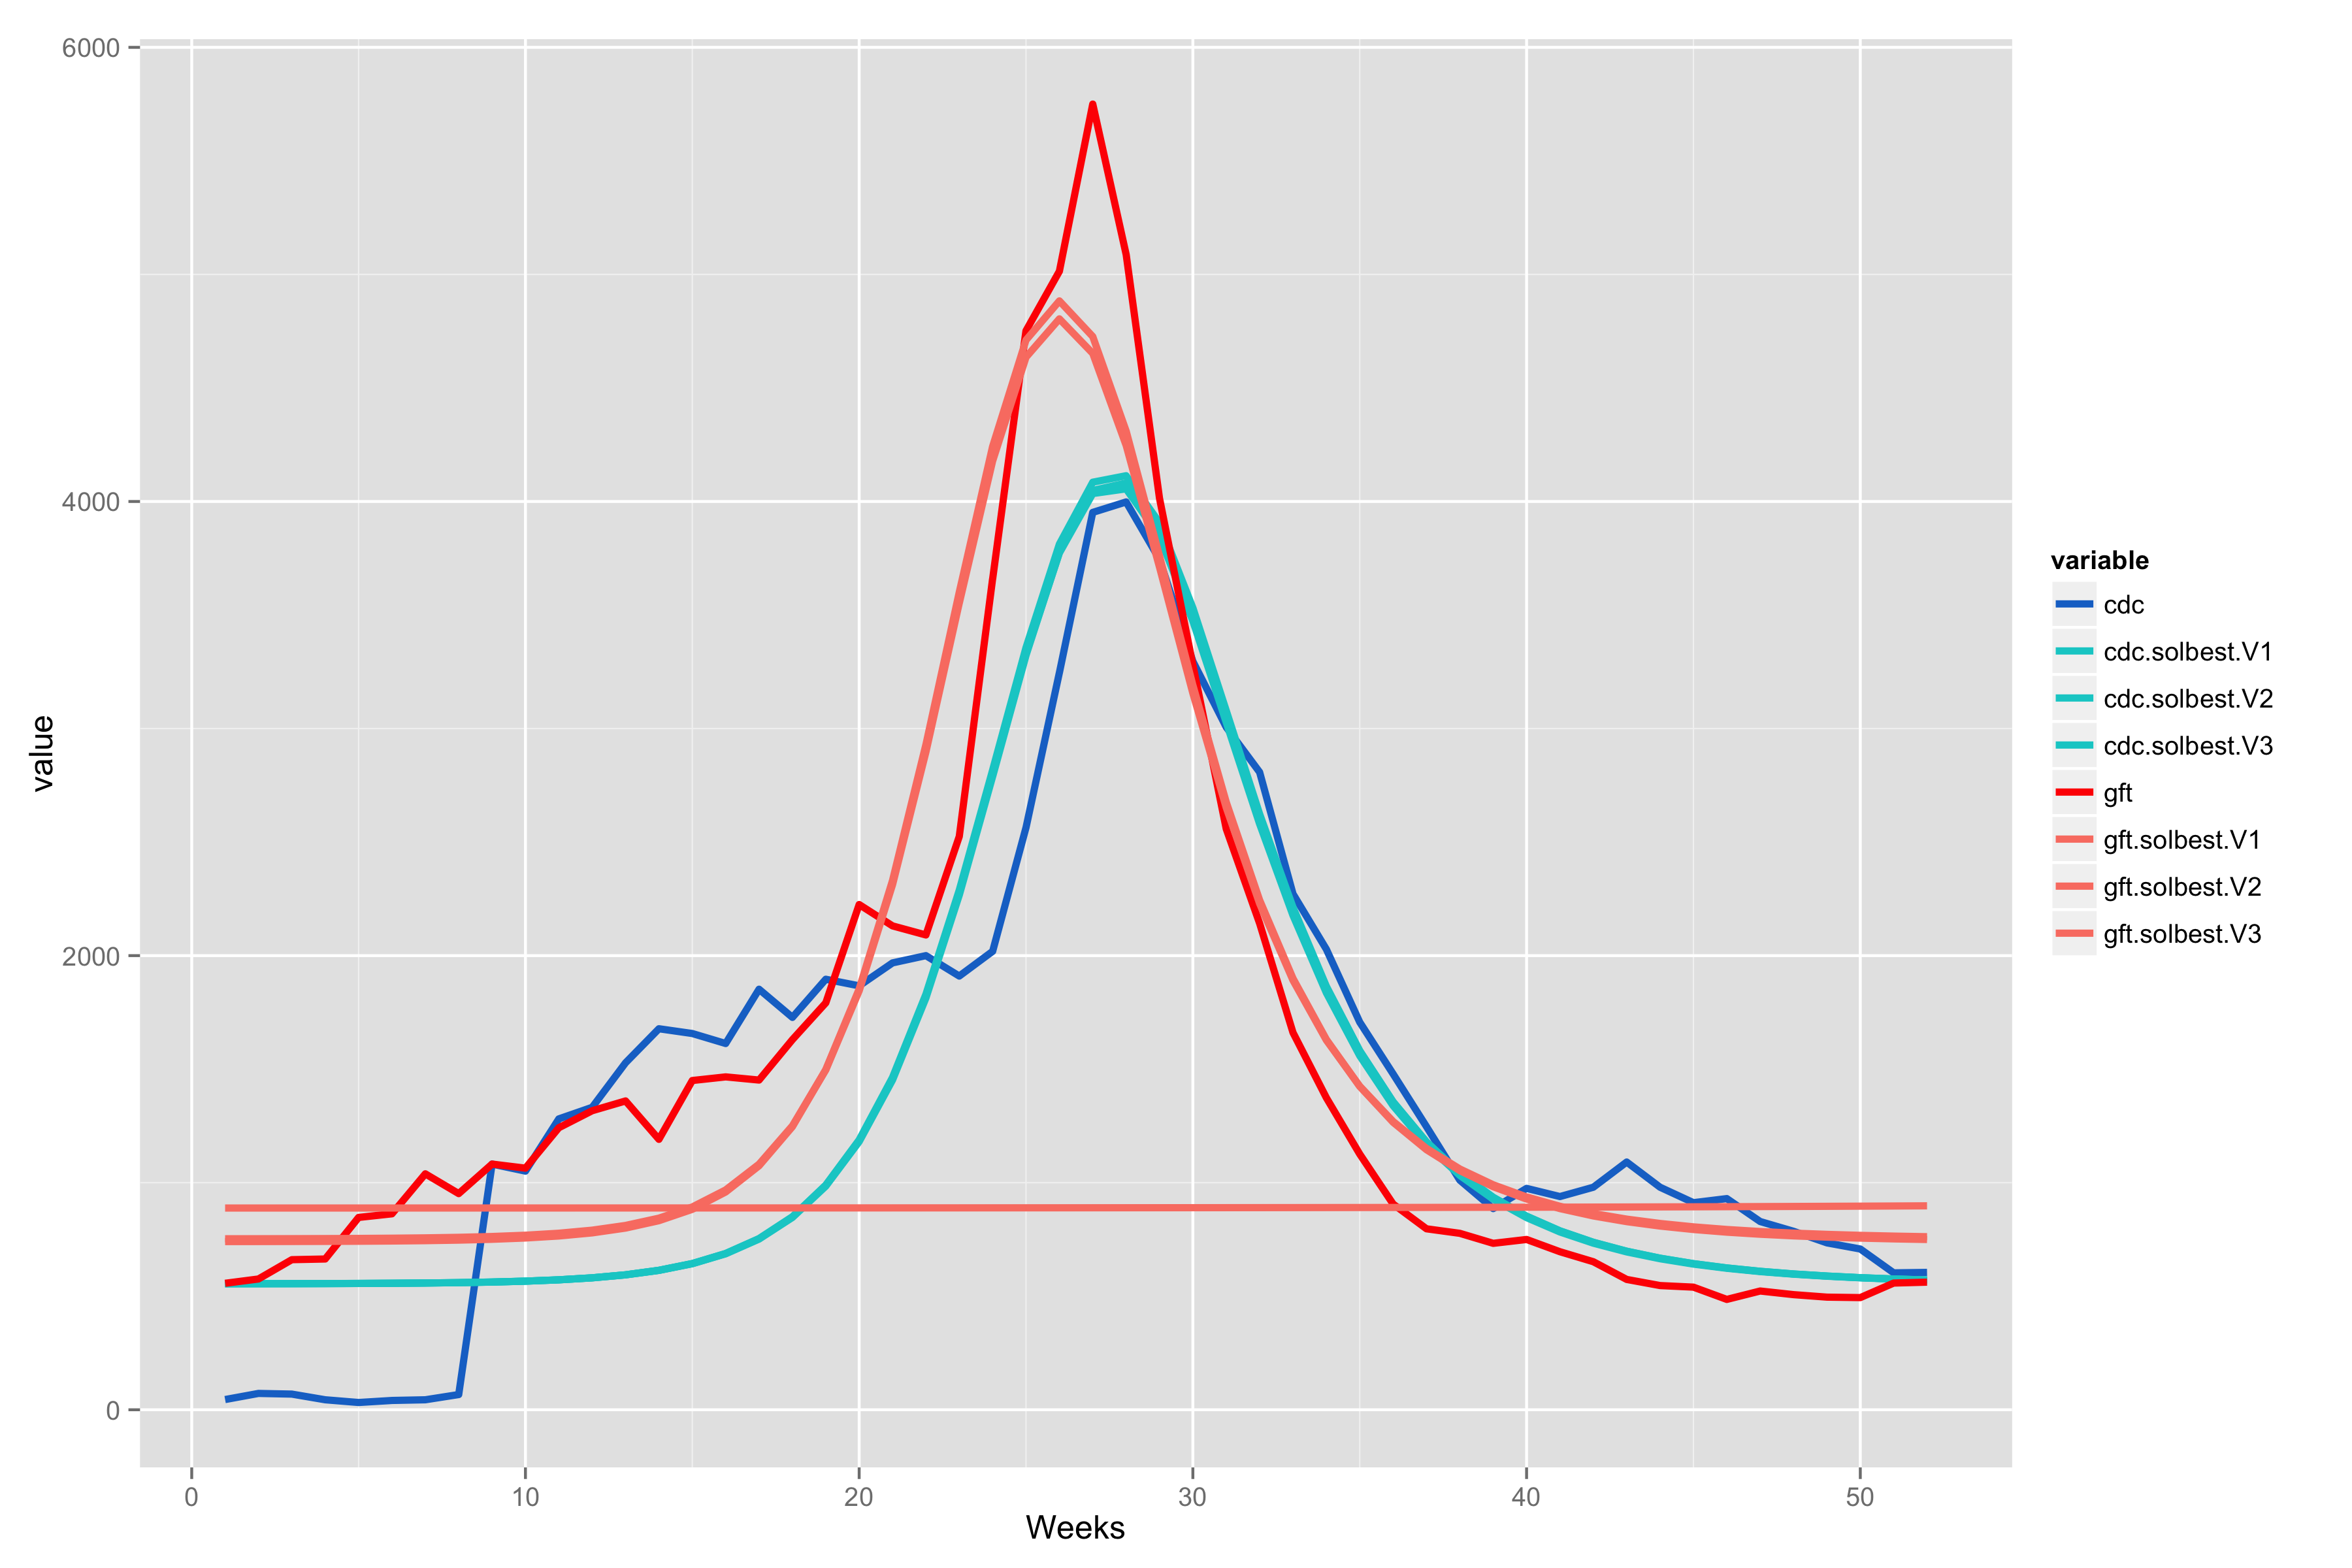 6000
4000
2000
0
value
0 10 20 30 40 50
Weeks
variable
cdc
cdc.solbest.V1
cdc.solbest.V2
cdc.solbest.V3
gft
gft.solbest.V1
gft.solbest.V2
gft.solbest.V3